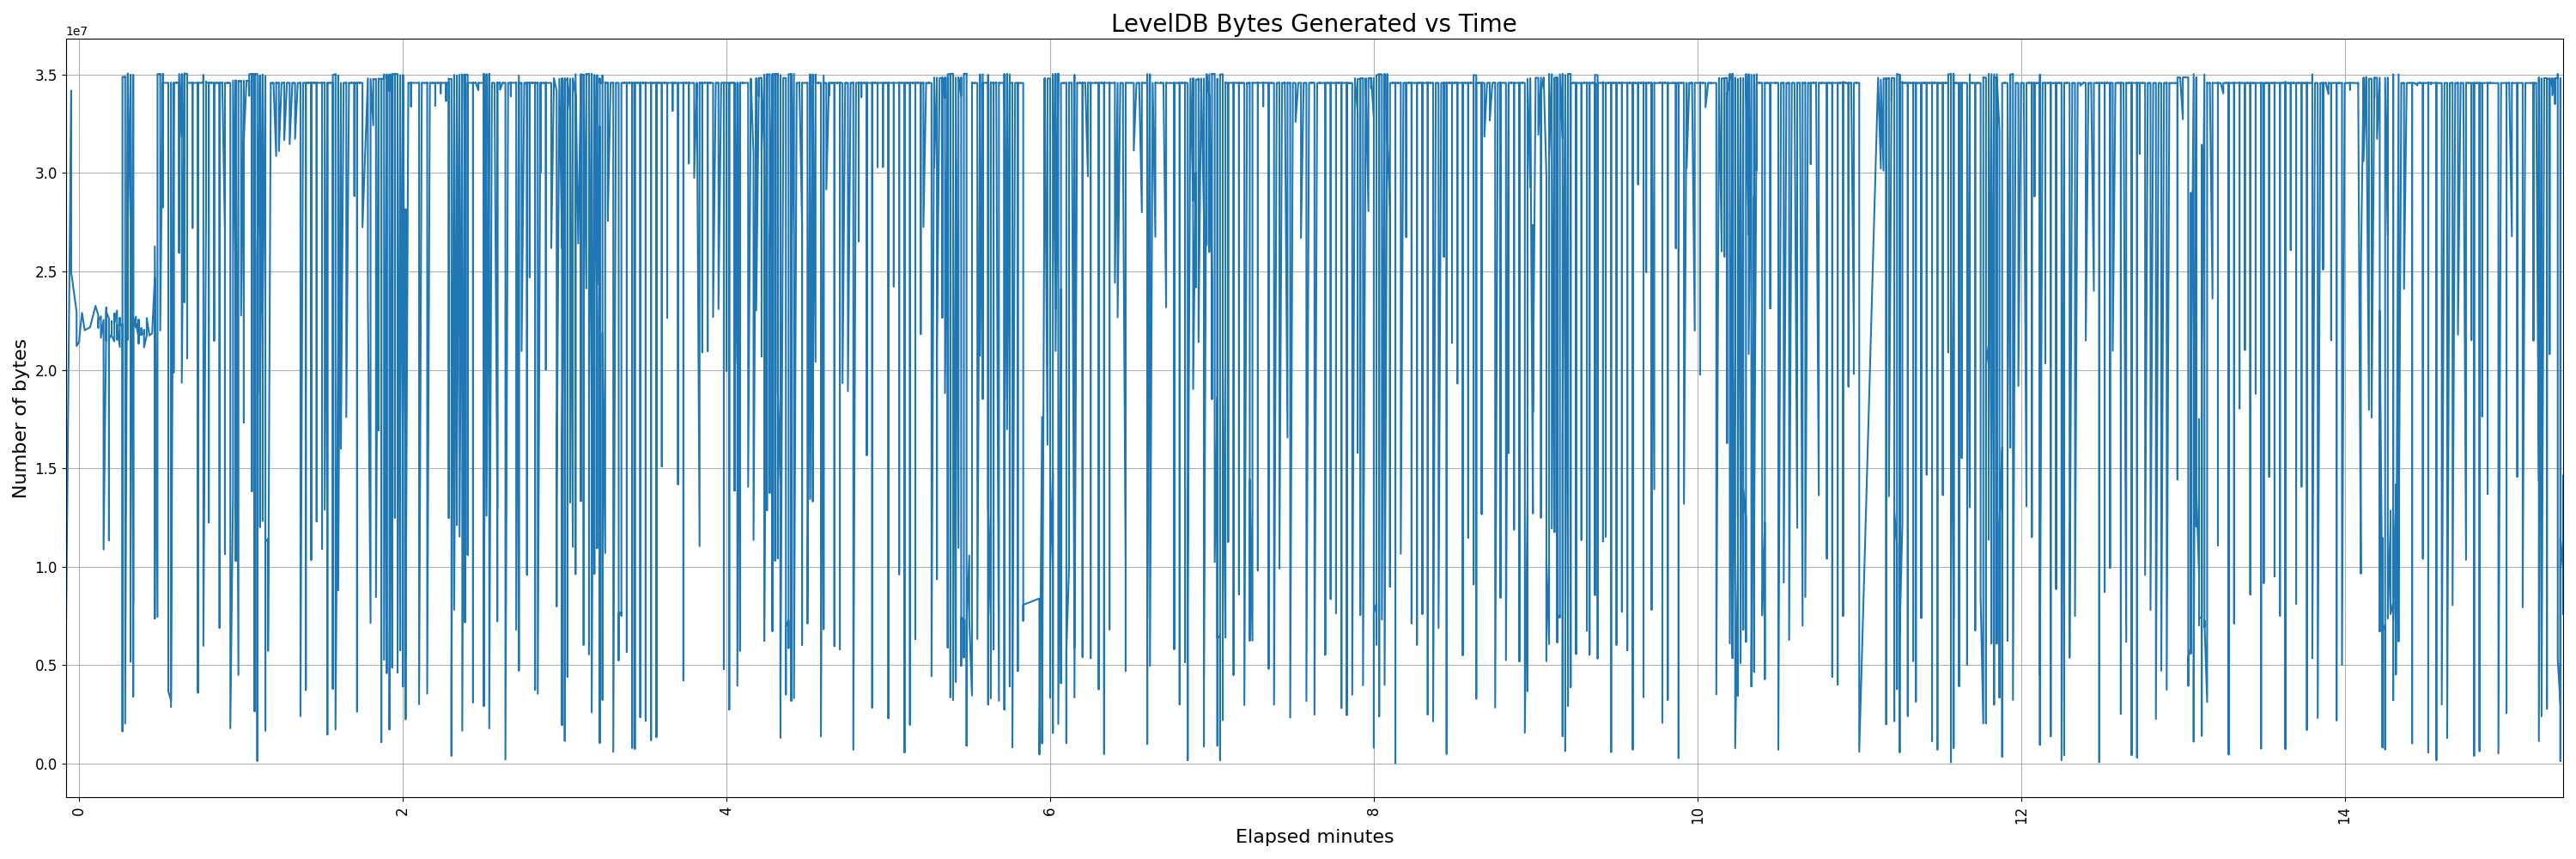 LevelDB Bytes Generated vs Time
1e7
3.5
3.0
2.5
2.0
1.5
1.0
0.5
0.0
Number of bytes
0 2 4 6 8 10 12 14
Elapsed minutes